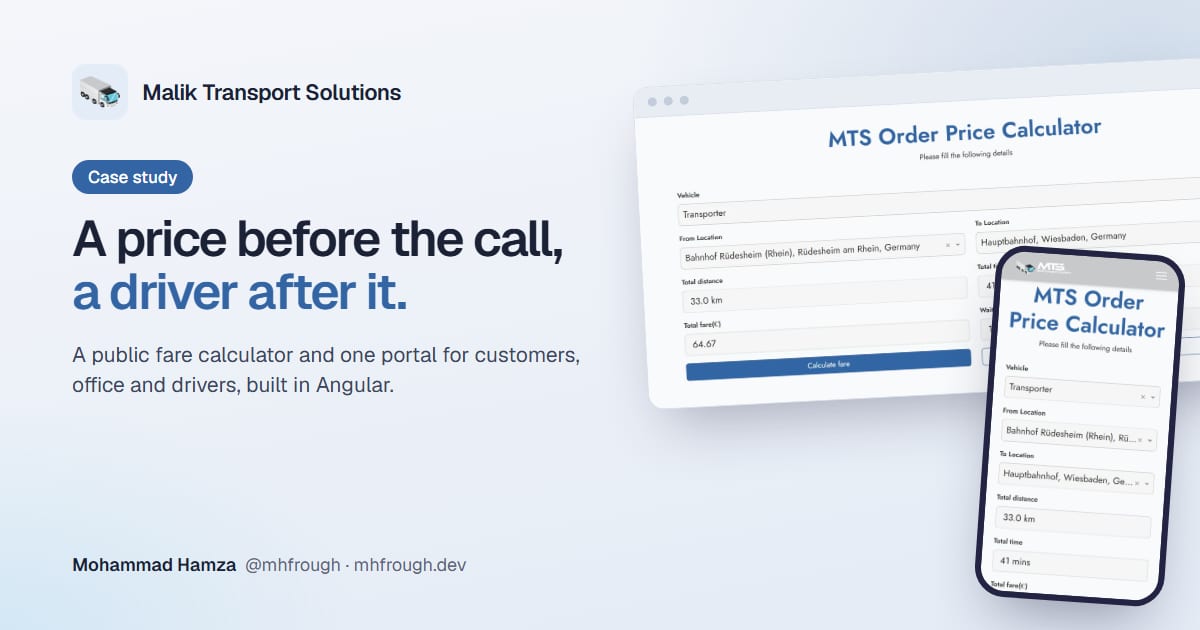 Malik Transport Solutions
Case study
A price before the call,
a driver after it.
A public fare calculator and one portal for customers,
office and drivers, built in Angular.
Mohammad Hamza @mhfrough · mhfrough.dev
MTS Order Price Calculator
Please fill the following details
Vehicle
Transporter
From Location
Bahnhof Rüdesheim (Rhein), Rüdesheim am Rhein, Germany
To Location
Hauptbahnhof, Wiesbaden, Germany
Total distance
33.0 km
Total fare(€)
64.67
Calculate fare
MTS
MTS Order
Price Calculator
Please fill the following details
Vehicle
Transporter
From Location
Bahnhof Rüdesheim (Rhein), Rü...
To Location
Hauptbahnhof, Wiesbaden, Ge...
Total distance
33.0 km
Total time
41 mins
Total fare(€)